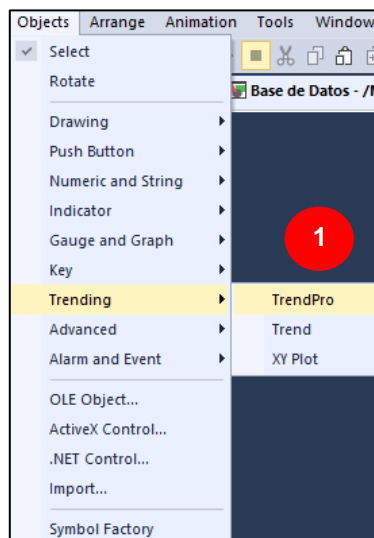 Objects Arrange Animation Tools Window
Select
Rotate
Base de Datos - /
Drawing
Push Button
Numeric and String
Indicator
Gauge and Graph
1
Key
Trending
TrendPro
Advanced
Trend
Alarm and Event
XY Plot
OLE Object...
ActiveX Control...
.NET Control...
Import...
Symbol Factory